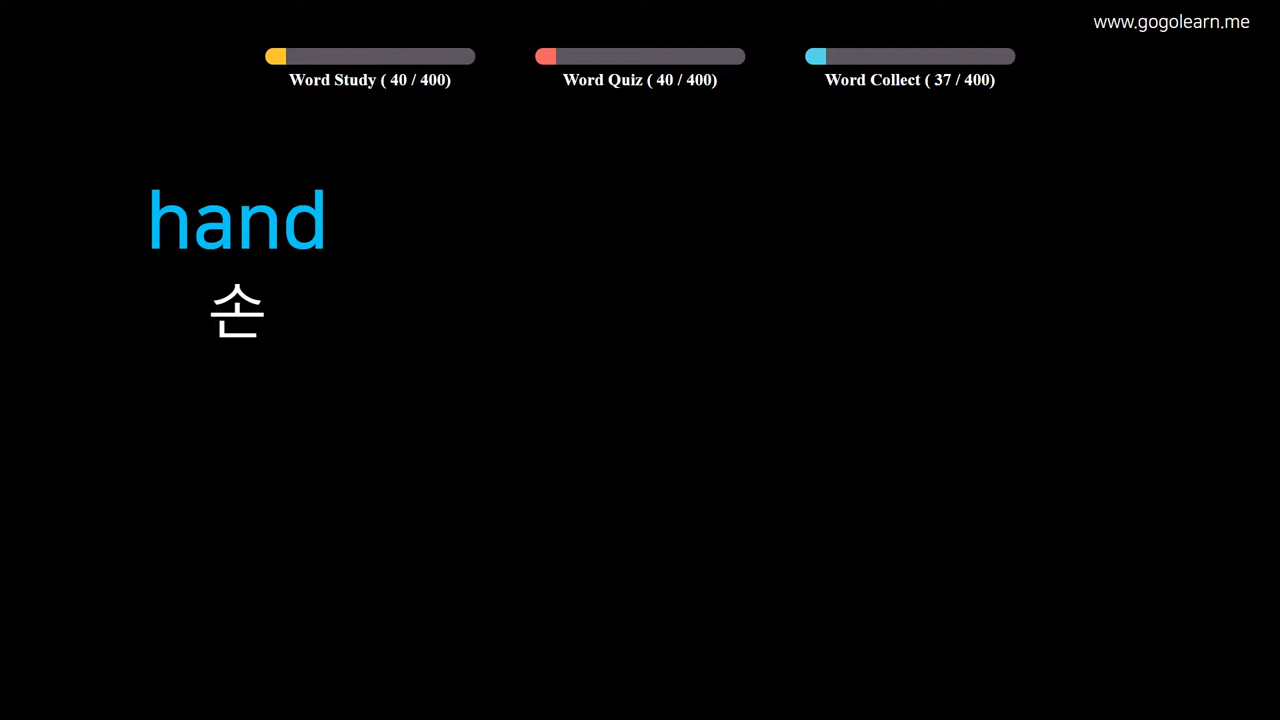 www.gogolearn.me
Word Study ( 40 / 400)
Word Quiz ( 40 / 400)
Word Collect ( 37 / 400)
hand
손